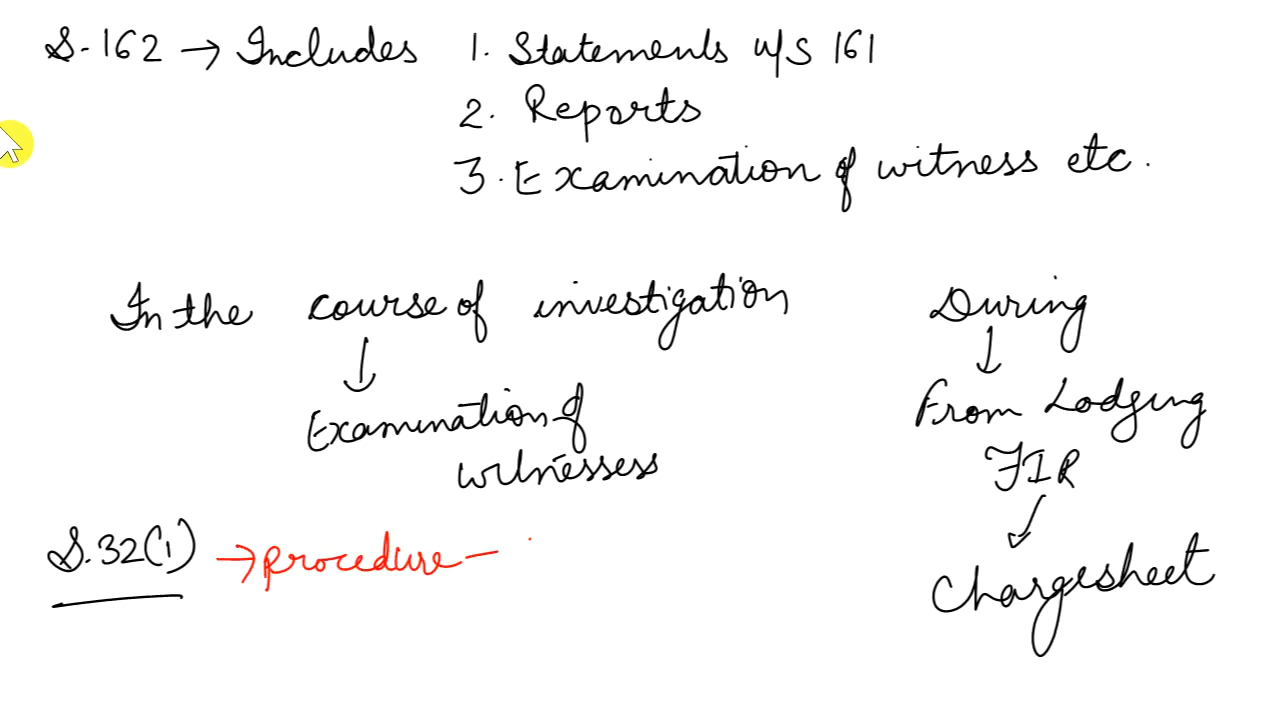 S-162 → Includes 1. Statements u/S 161
2. Reports
3. Examination of witness etc.
In the course of investigation
↓
Examination of
witnessess
During
↓
From Lodging
FIR
↓
Chargesheet
S.32(1) → procedure -